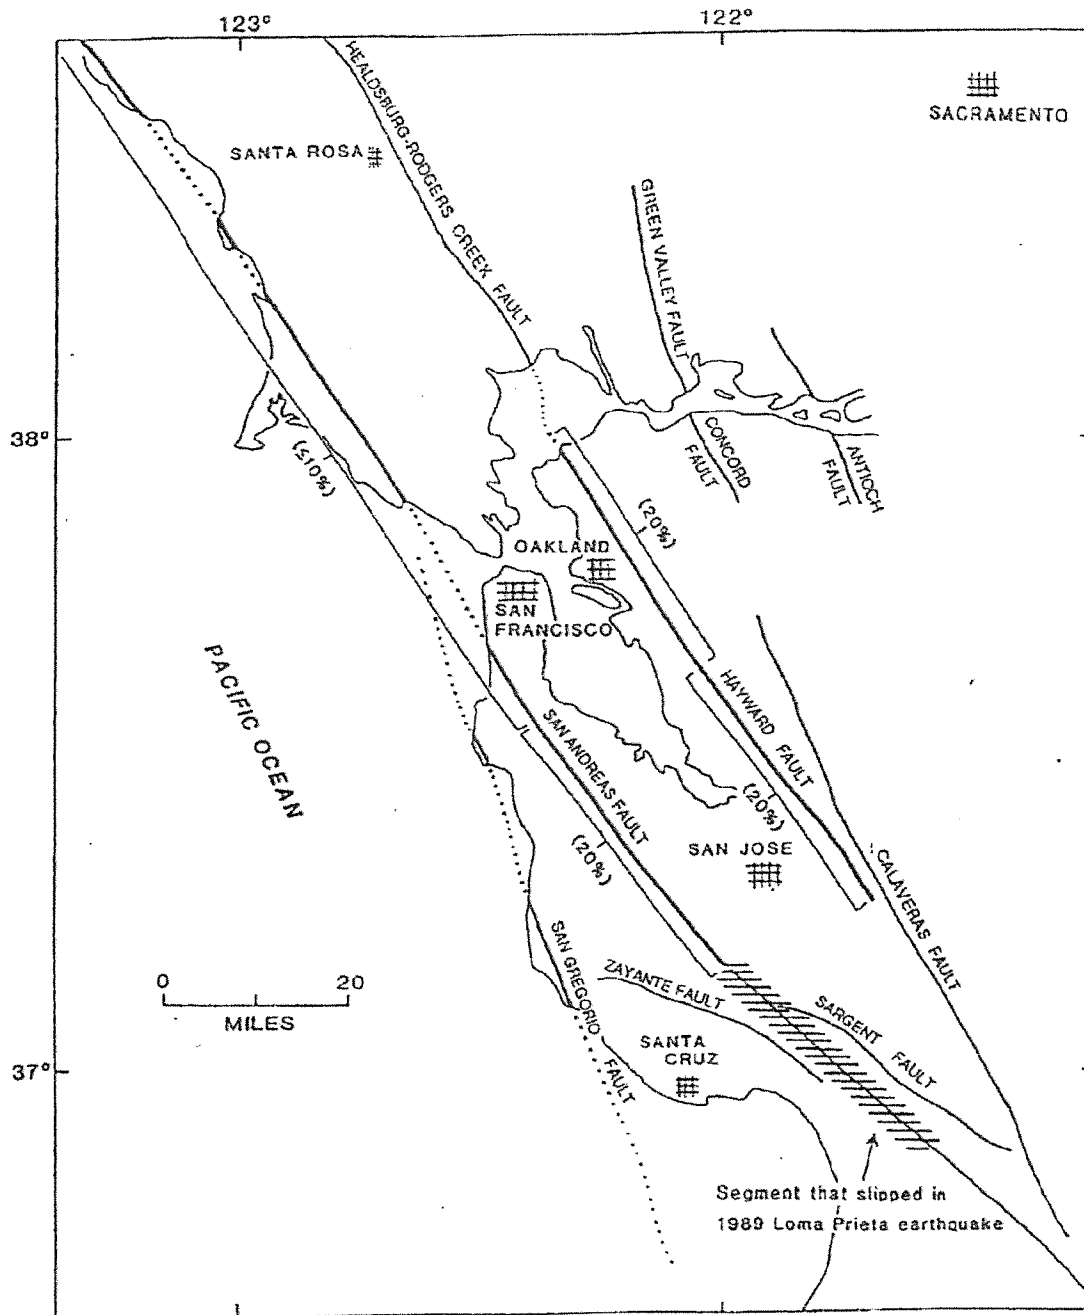 123°
122°
SACRAMENTO
HEALDSBURG-RODGERS CREEK FAULT
SANTA ROSA
GREEN VALLEY FAULT
38°
(≤10%)
CONCORD
FAULT
ANTIOCH
FAULT
(20%)
OAKLAND
SAN
FRANCISCO
PACIFIC OCEAN
HAYWARD FAULT
SAN ANDREAS FAULT
(20%)
(20%)
SAN JOSE
CALAVERAS FAULT
0 20
MILES
SAN GREGORIO
FAULT
ZAYANTE FAULT
SARGENT
FAULT
37°
SANTA
CRUZ
Segment that slipped in
1989 Loma Prieta earthquake